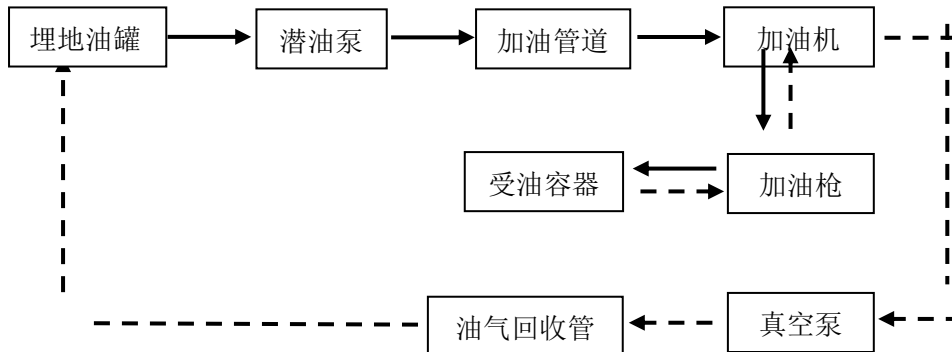 埋地油罐
潜油泵
加油管道
加油机
受油容器
加油枪
油气回收管
真空泵